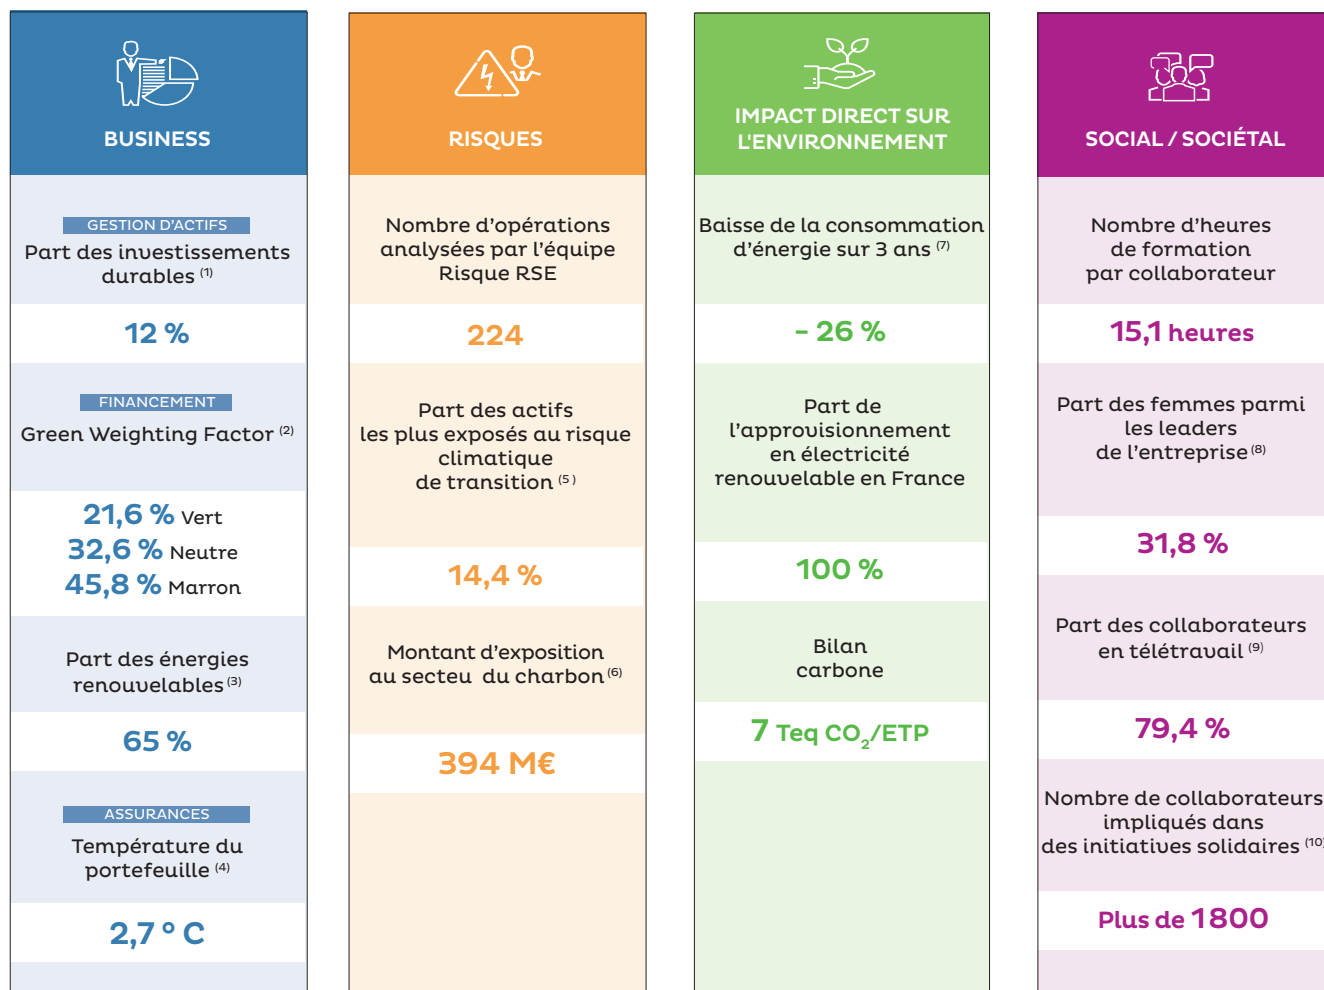 BUSINESS
GESTION D'ACTIFS
Part des investissements
durables (1)
12 %
FINANCEMENT
Green Weighting Factor (2)
21,6 % Vert
32,6 % Neutre
45,8 % Marron
Part des énergies
renouvelables (3)
65 %
ASSURANCES
Température du
portefeuille (4)
2,7 ° C
RISQUES
Nombre d'opérations
analysées par l'équipe
Risque RSE
224
Part des actifs
les plus exposés au risque
climatique
de transition (5)
14,4 %
Montant d'exposition
au secteu du charbon (6)
394 M€
IMPACT DIRECT SUR
L'ENVIRONNEMENT
Baisse de la consommation
d'énergie sur 3 ans (7)
- 26 %
Part de
l'approvisionnement
en électricité
renouvelable en France
100 %
Bilan
carbone
7 Teq CO2/ETP
SOCIAL / SOCIÉTAL
Nombre d'heures
de formation
par collaborateur
15,1 heures
Part des femmes parmi
les leaders
de l'entreprise (8)
31,8 %
Part des collaborateurs
en télétravail (9)
79,4 %
Nombre de collaborateurs
impliqués dans
des initiatives solidaires (10)
Plus de 1800